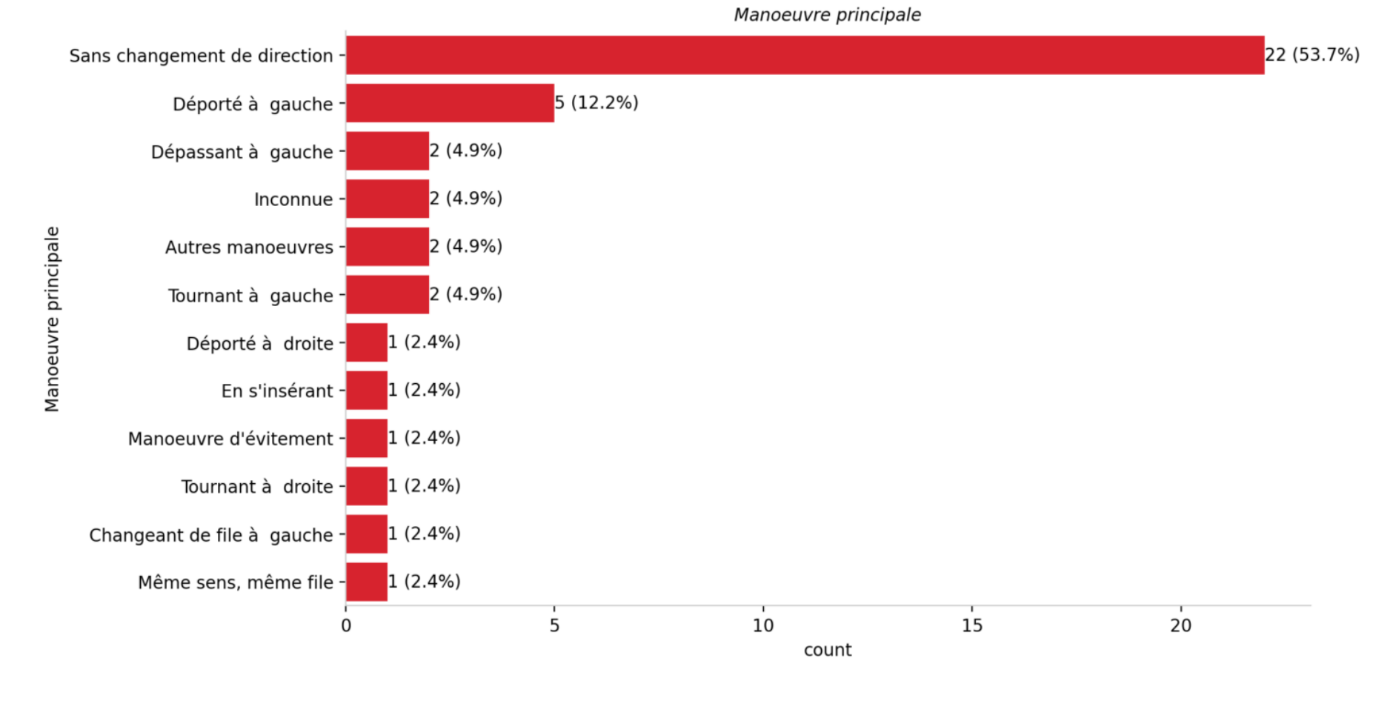 Manoeuvre principale
Sans changement de direction 22 (53.7%)
Déporté à  gauche 5 (12.2%)
Dépassant à  gauche 2 (4.9%)
Inconnue 2 (4.9%)
Autres manoeuvres 2 (4.9%)
Tournant à  gauche 2 (4.9%)
Déporté à  droite 1 (2.4%)
En s'insérant 1 (2.4%)
Manoeuvre d'évitement 1 (2.4%)
Tournant à  droite 1 (2.4%)
Changeant de file à  gauche 1 (2.4%)
Même sens, même file 1 (2.4%)
Manoeuvre principale
0 5 10 15 20
count